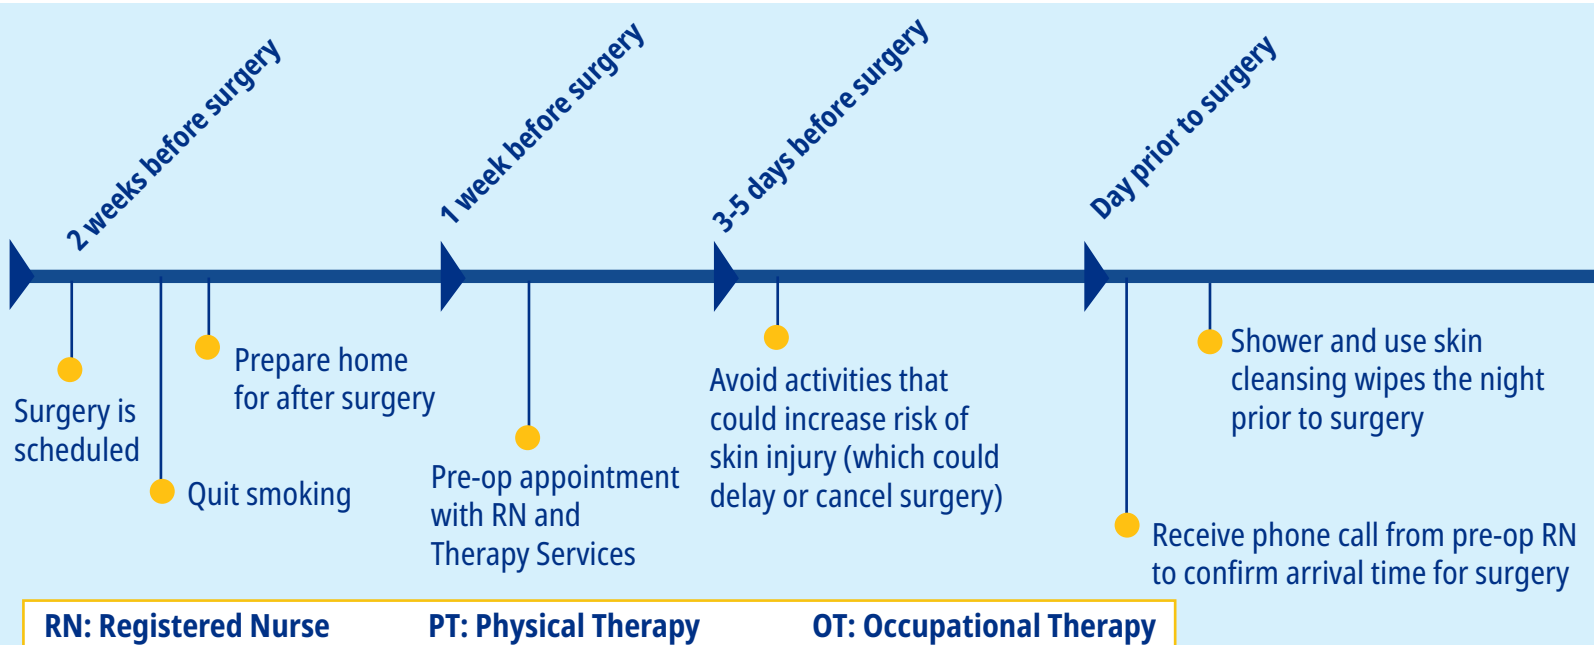 2 weeks before surgery
1 week before surgery
3-5 days before surgery
Day prior to surgery
Surgery is
scheduled
Quit smoking
Prepare home
for after surgery
Pre-op appointment
with RN and
Therapy Services
Avoid activities that
could increase risk of
skin injury (which could
delay or cancel surgery)
Receive phone call from pre-op RN
to confirm arrival time for surgery
Shower and use skin
cleansing wipes the night
prior to surgery
RN: Registered Nurse
PT: Physical Therapy
OT: Occupational Therapy